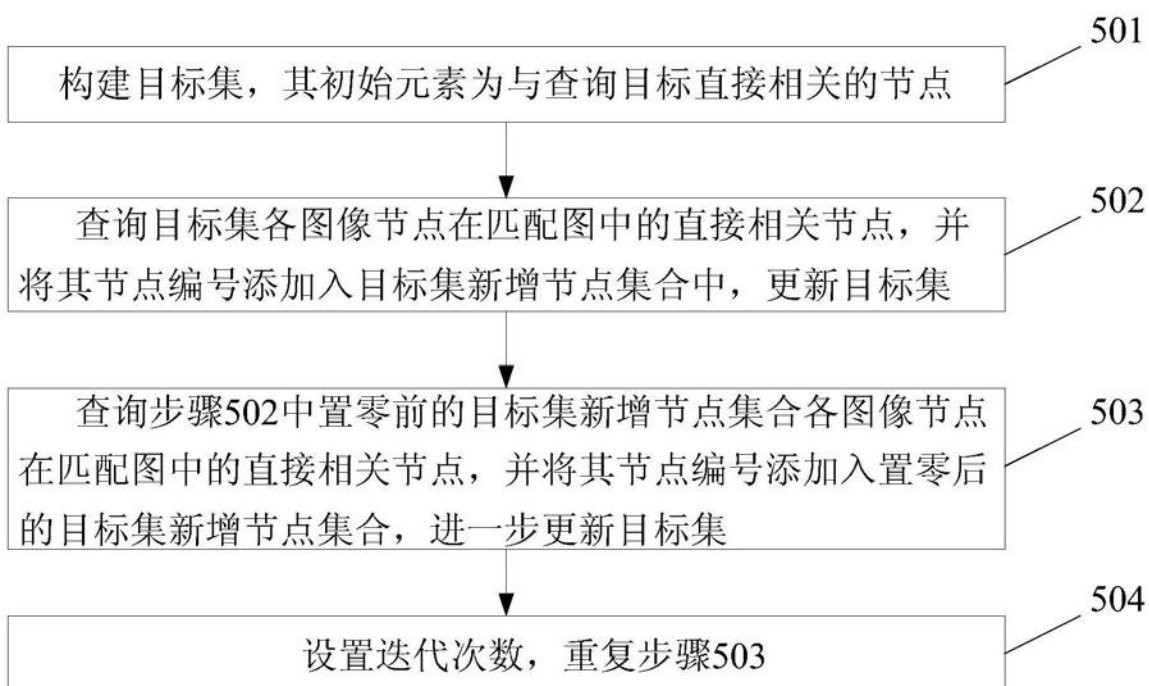 501
构建目标集，其初始元素为与查询目标直接相关的节点
502
查询目标集各图像节点在匹配图中的直接相关节点，并
将其节点编号添加入目标集新增节点集合中，更新目标集
503
查询步骤502中置零前的目标集新增节点集合各图像节点
在匹配图中的直接相关节点，并将其节点编号添加入置零后
的目标集新增节点集合，进一步更新目标集
504
设置迭代次数，重复步骤503